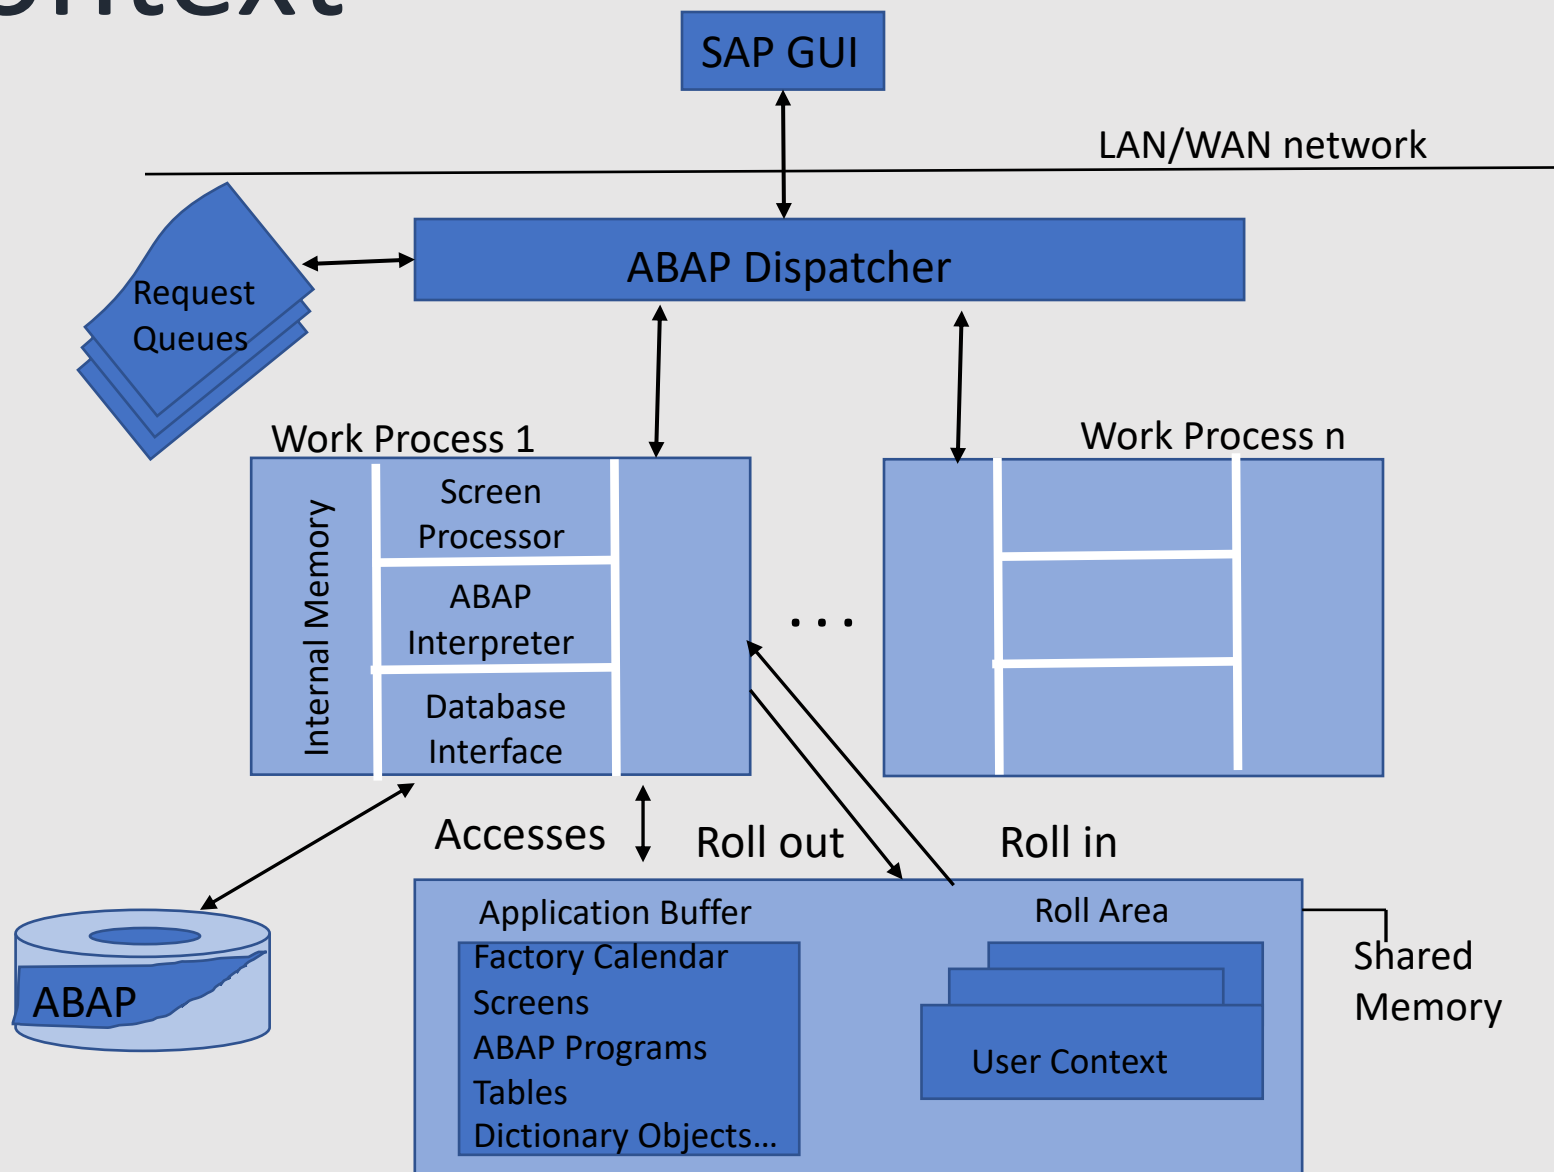 SAP GUI
LAN/WAN network
ABAP Dispatcher
Request
Queues
Work Process 1
Work Process n
Internal Memory
Screen
Processor
ABAP
Interpreter
Database
Interface
...
Accesses
Roll out
Roll in
Application Buffer
Factory Calendar
Screens
ABAP Programs
Tables
Dictionary Objects...
Roll Area
User Context
Shared
Memory
ABAP